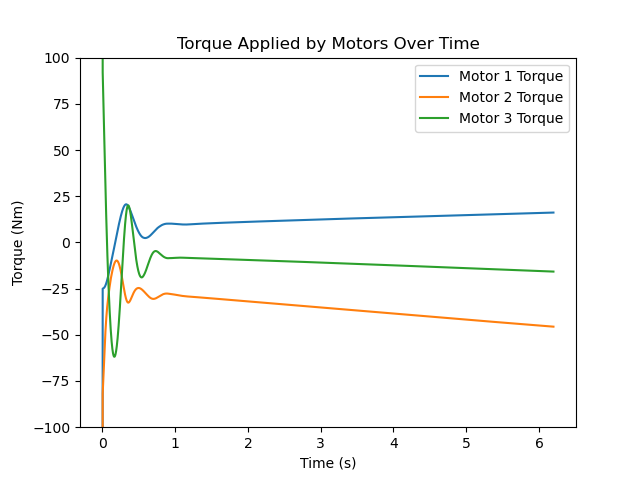 Torque Applied by Motors Over Time
Motor 1 Torque
Motor 2 Torque
Motor 3 Torque
Torque (Nm)
100
75
50
25
0
−25
−50
−75
−100
0 1 2 3 4 5 6
Time (s)